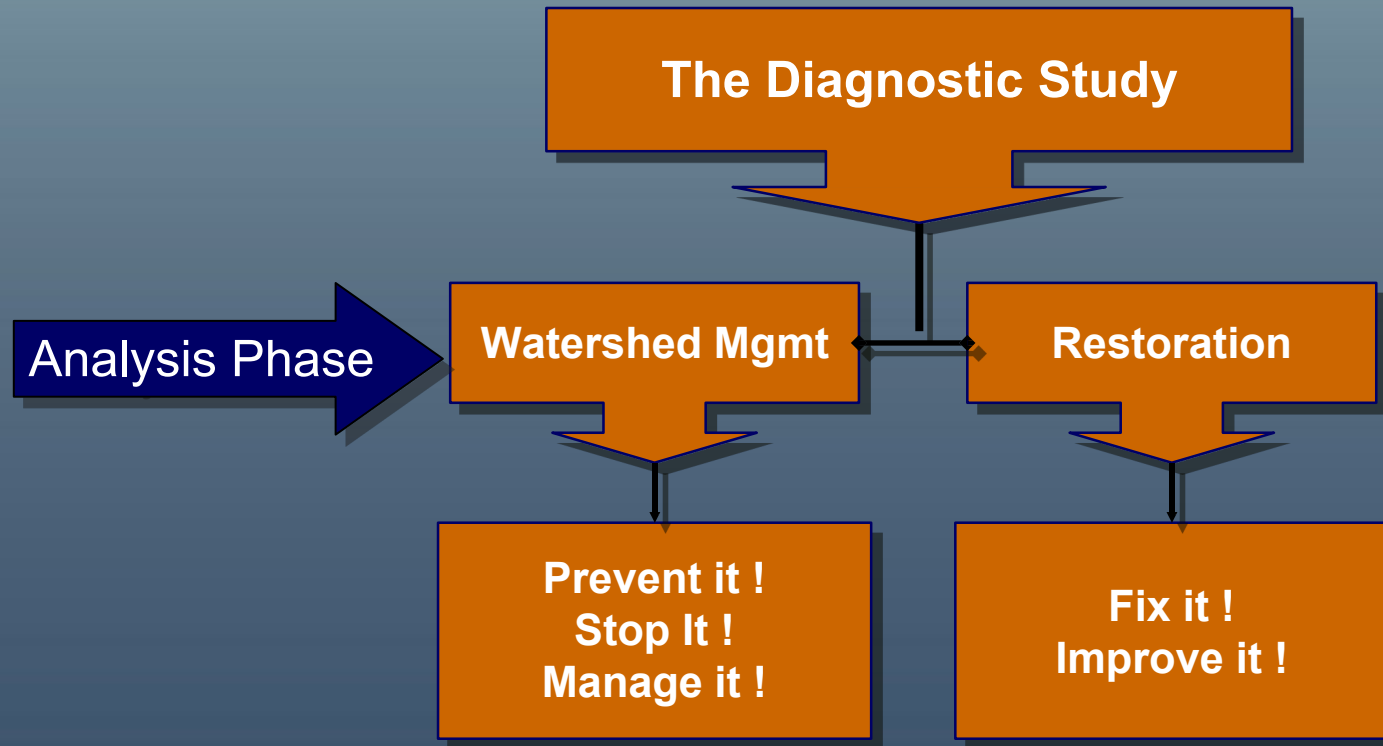 The Diagnostic Study
Analysis Phase
Watershed Mgmt
Restoration
Prevent it !
Stop It !
Manage it !
Fix it !
Improve it !